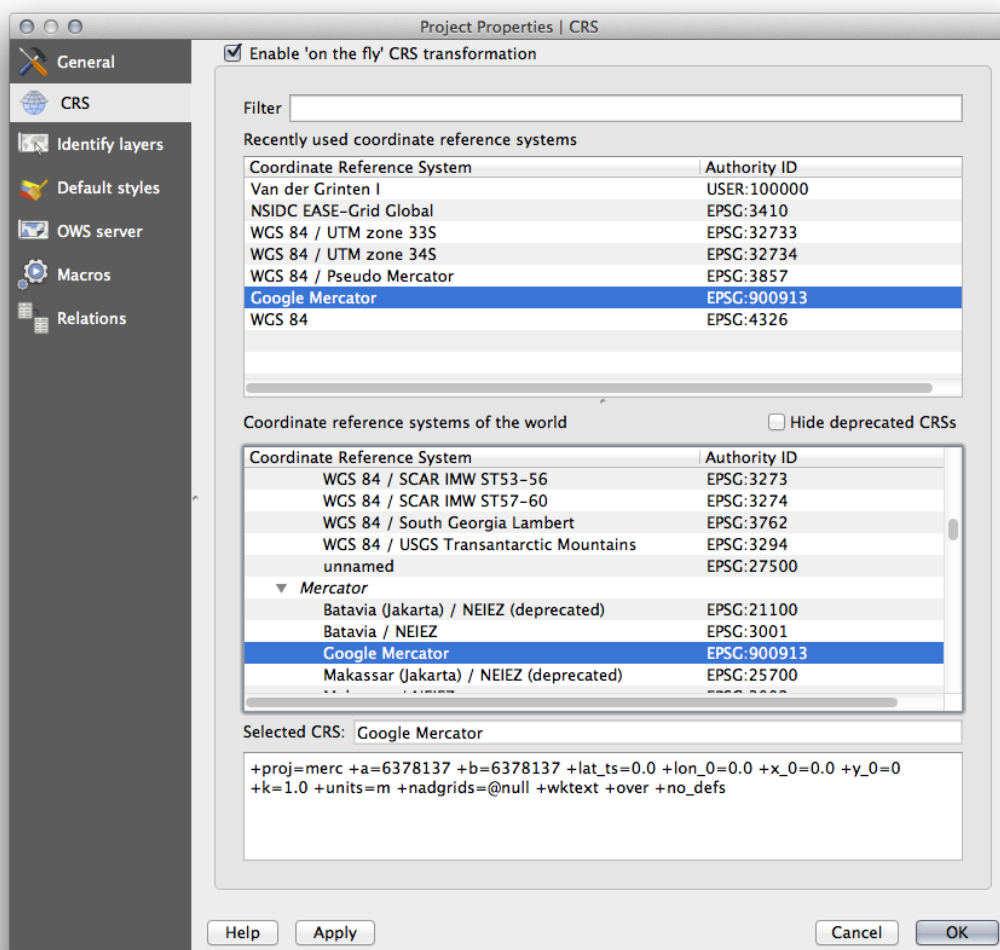 Project Properties | CRS
General
CRS
Identify layers
Default styles
OWS server
Macros
Relations
Enable 'on the fly' CRS transformation
Filter
Recently used coordinate reference systems
Coordinate Reference System Authority ID
Van der Grinten I USER:100000
NSIDC EASE-Grid Global EPSG:3410
WGS 84 / UTM zone 33S EPSG:32733
WGS 84 / UTM zone 34S EPSG:32734
WGS 84 / Pseudo Mercator EPSG:3857
Google Mercator EPSG:900913
WGS 84 EPSG:4326
Coordinate reference systems of the world Hide deprecated CRSs
Coordinate Reference System Authority ID
WGS 84 / SCAR IMW ST53-56 EPSG:3273
WGS 84 / SCAR IMW ST57-60 EPSG:3274
WGS 84 / South Georgia Lambert EPSG:3762
WGS 84 / USGS Transantarctic Mountains EPSG:3294
unnamed EPSG:27500
Mercator
Batavia (Jakarta) / NEIEZ (deprecated) EPSG:21100
Batavia / NEIEZ EPSG:3001
Google Mercator EPSG:900913
Makassar (Jakarta) / NEIEZ (deprecated) EPSG:25700
Selected CRS: Google Mercator
+proj=merc +a=6378137 +b=6378137 +lat_ts=0.0 +lon_0=0.0 +x_0=0.0 +y_0=0
+k=1.0 +units=m +nadgrids=@null +wktext +over +no_defs
Help Apply Cancel OK